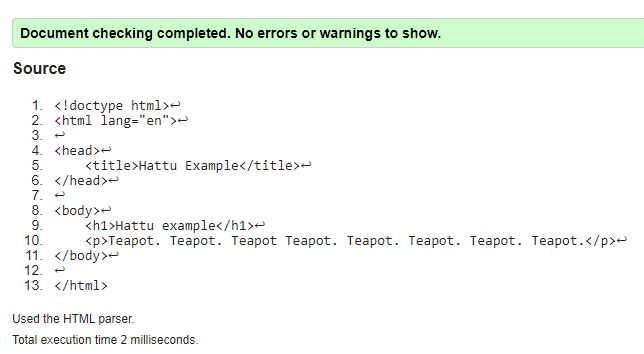 Document checking completed. No errors or warnings to show.
Source
1. <!doctype html>↩
2. <html lang="en">↩
3. ↩
4. <head>↩
5.     <title>Hattu Example</title>↩
6. </head>↩
7. ↩
8. <body>↩
9.     <h1>Hattu example</h1>↩
10.     <p>Teapot. Teapot. Teapot Teapot. Teapot. Teapot. Teapot. Teapot.</p>↩
11. </body>↩
12. ↩
13. </html>
Used the HTML parser.
Total execution time 2 milliseconds.